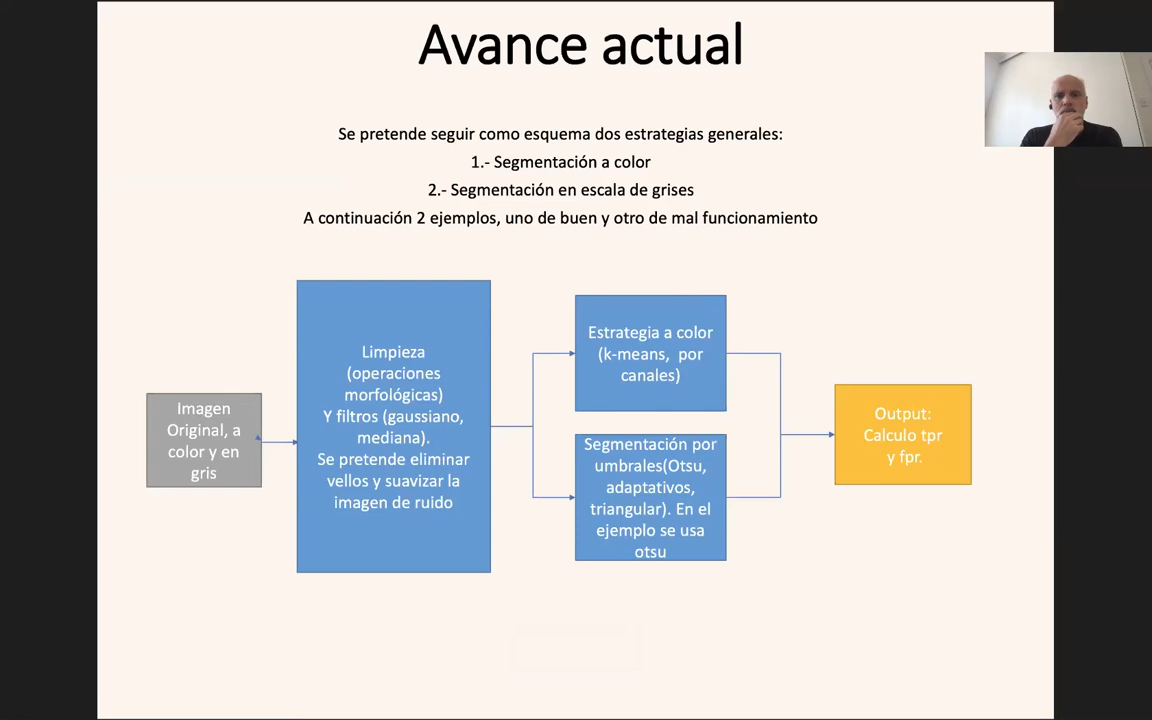 Avance actual
Se pretende seguir como esquema dos estrategias generales:
1.- Segmentación a color
2.- Segmentación en escala de grises
A continuación 2 ejemplos, uno de buen y otro de mal funcionamiento
Imagen
Original, a
color y en
gris
Limpieza
(operaciones
morfológicas)
Y filtros (gaussiano,
mediana).
Se pretende eliminar
vellos y suavizar la
imagen de ruido
Estrategia a color
(k-means, por
canales)
Segmentación por
umbrales(Otsu,
adaptativos,
triangular). En el
ejemplo se usa
otsu
Output:
Calculo tpr
y fpr.